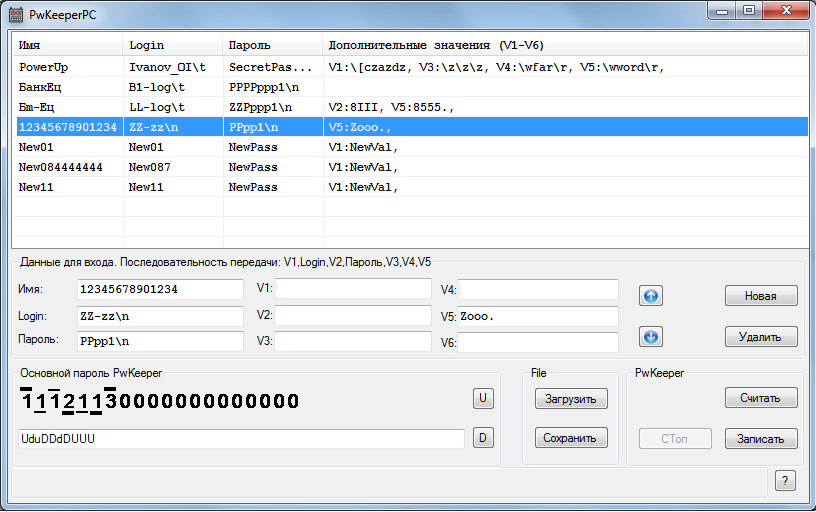 PwKeeperPC
Имя Login Пароль Дополнительные значения (V1-V6)
PowerUp Ivanov_OI\t SecretPas... V1:\[czazdz, V3:\z\z\z, V4:\wfar\r, V5:\wword\r,
БанкЕц B1-log\t PPPPppp1\n
Бm-Ец LL-log\t ZZPppp1\n V2:8III, V5:8555.,
12345678901234 ZZ-zz\n PPpp1\n V5:Zooo.,
New01 New01 NewPass V1:NewVal,
New084444444 New087 NewPass V1:NewVal,
New11 New11 NewPass V1:NewVal,
Данные для входа. Последовательность передачи: V1,Login,V2,Пароль,V3,V4,V5
Имя: 12345678901234 V1: V4: Новая
Login: ZZ-zz\n V2: V5: Zooo.
Пароль: PPpp1\n V3: V6: Удалить
Основной пароль PwKeeper File PwKeeper
11121130000000000000 U Загрузить Считать
UduDDdDUUU D Сохранить СТоп Записать
?